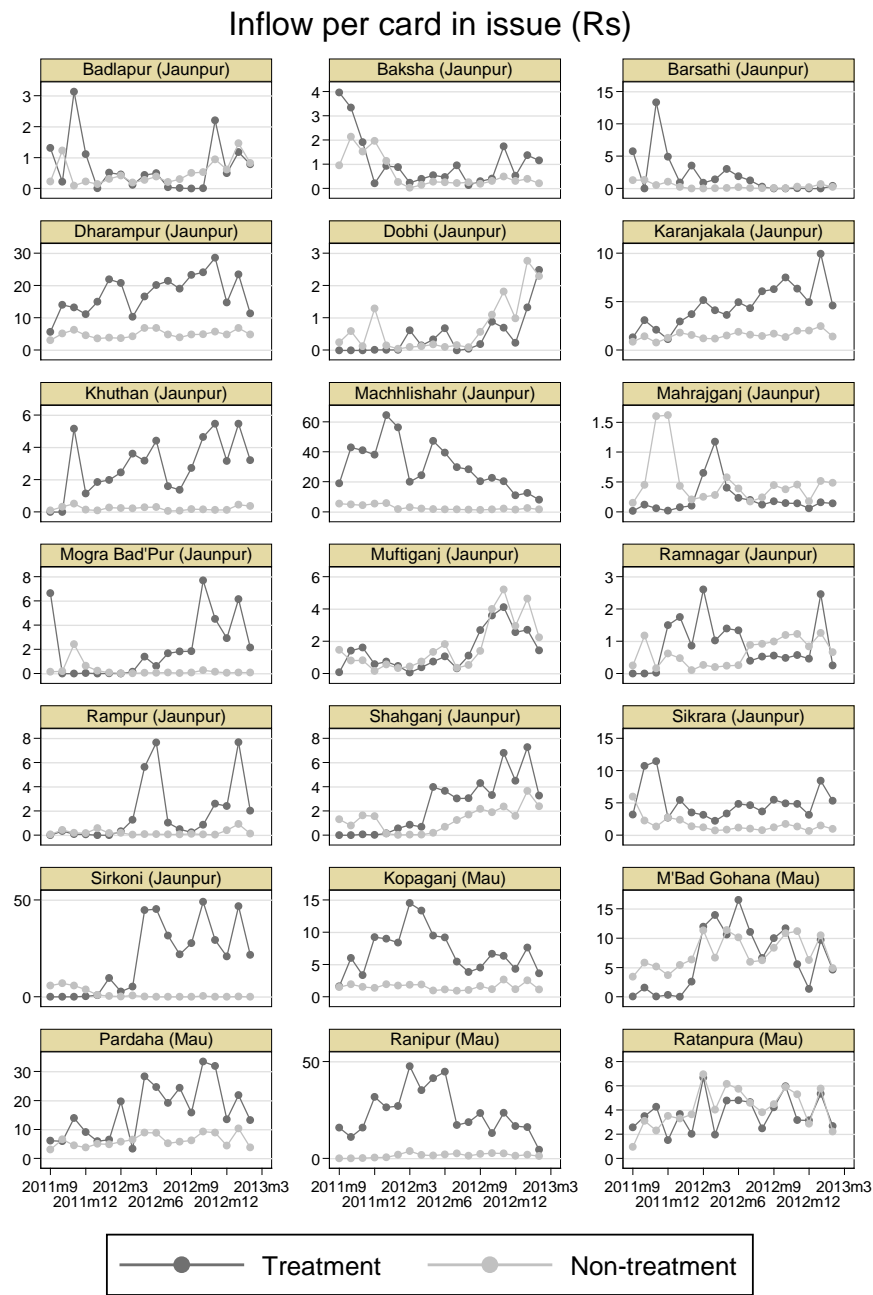 Inflow per card in issue (Rs)
Badlapur (Jaunpur)
3
2
1
0
Baksha (Jaunpur)
4
3
2
1
0
Barsathi (Jaunpur)
15
10
5
0
Dharampur (Jaunpur)
30
20
10
0
Dobhi (Jaunpur)
3
2
1
0
Karanjakala (Jaunpur)
10
5
0
Khuthan (Jaunpur)
6
4
2
0
Machhlishahr (Jaunpur)
60
40
20
0
Mahrajganj (Jaunpur)
1.5
1
.5
0
Mogra Bad'Pur (Jaunpur)
8
6
4
2
0
Muftiganj (Jaunpur)
6
4
2
0
Ramnagar (Jaunpur)
3
2
1
0
Rampur (Jaunpur)
8
6
4
2
0
Shahganj (Jaunpur)
8
6
4
2
0
Sikrara (Jaunpur)
15
10
5
0
Sirkoni (Jaunpur)
50
0
Kopaganj (Mau)
15
10
5
0
M'Bad Gohana (Mau)
15
10
5
0
Pardaha (Mau)
30
20
10
0
Ranipur (Mau)
50
0
Ratanpura (Mau)
8
6
4
2
0
2011m9 2012m3 2012m9 2013m3
2011m12 2012m6 2012m12
2011m9 2012m3 2012m9 2013m3
2011m12 2012m6 2012m12
2011m9 2012m3 2012m9 2013m3
2011m12 2012m6 2012m12
Treatment Non-treatment